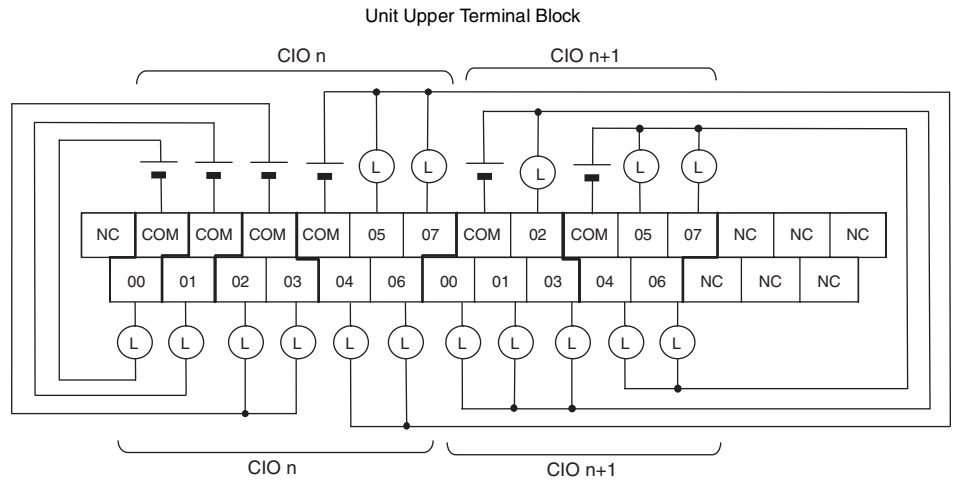 Unit Upper Terminal Block
CIO n CIO n+1
L L L L L
NC COM COM COM COM 05 07 COM 02 COM 05 07 NC NC NC
00 01 02 03 04 06 00 01 03 04 06 NC NC NC
L L L L L L L L L L L
CIO n CIO n+1